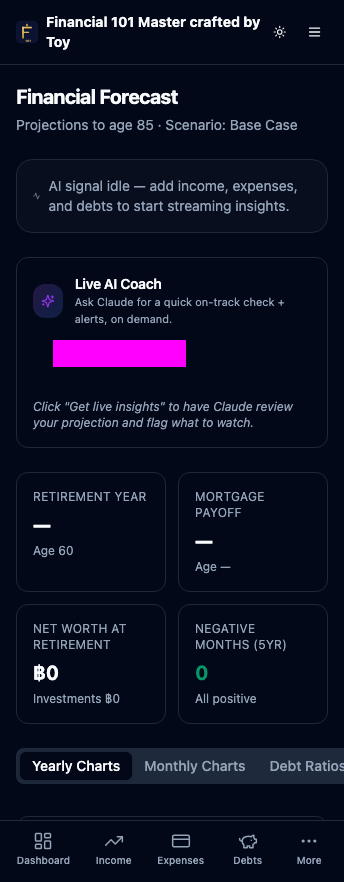 Financial 101 Master crafted by
Toy
Financial Forecast
Projections to age 85 · Scenario: Base Case
AI signal idle — add income, expenses,
and debts to start streaming insights.
Live AI Coach
Ask Claude for a quick on-track check +
alerts, on demand.
Click "Get live insights" to have Claude review
your projection and flag what to watch.
RETIREMENT YEAR
—
Age 60
MORTGAGE
PAYOFF
—
Age —
NET WORTH AT
RETIREMENT
฿0
Investments ฿0
NEGATIVE
MONTHS (5YR)
0
All positive
Yearly Charts
Monthly Charts
Debt Ratios
Dashboard
Income
Expenses
Debts
More